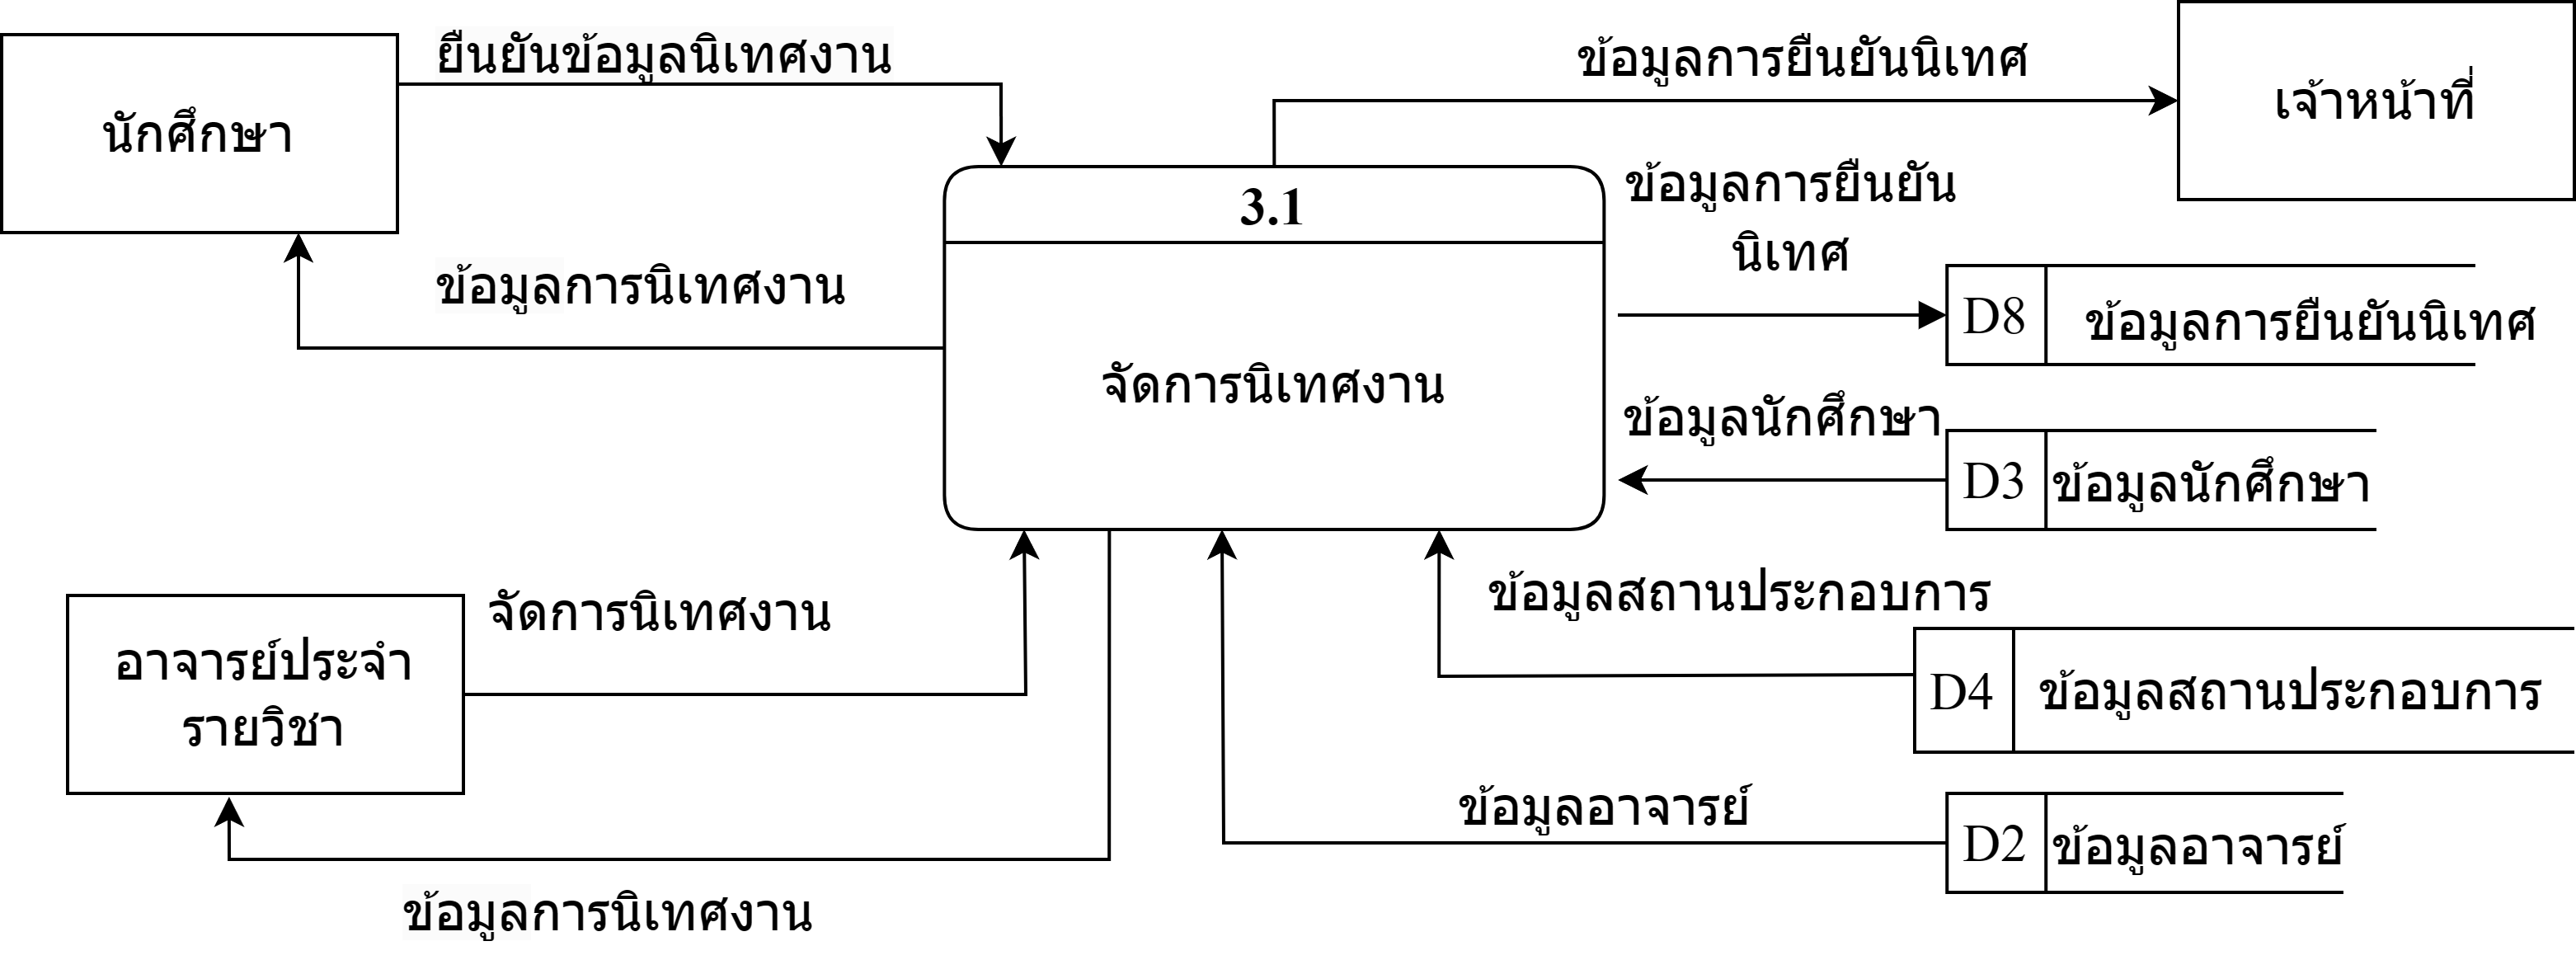 ยืนยันข้อมูลนิเทศงาน
ข้อมูลการยืนยันนิเทศ
นักศึกษา
เจ้าหน้าที่
3.1
ข้อมูลการยืนยัน
นิเทศ
ข้อมูลการนิเทศงาน
D8
ข้อมูลการยืนยันนิเทศ
จัดการนิเทศงาน
ข้อมูลนักศึกษา
D3
ข้อมูลนักศึกษา
จัดการนิเทศงาน
ข้อมูลสถานประกอบการ
อาจารย์ประจำ
รายวิชา
D4
ข้อมูลสถานประกอบการ
ข้อมูลอาจารย์
D2
ข้อมูลอาจารย์
ข้อมูลการนิเทศงาน